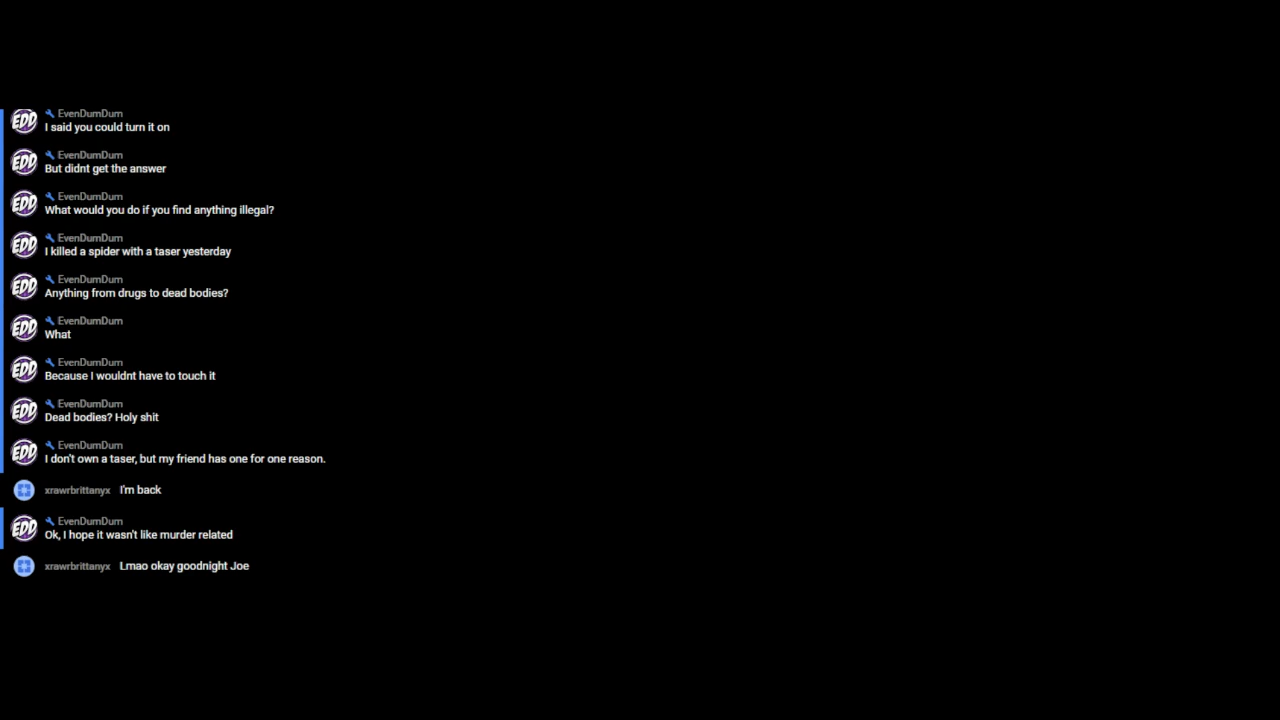 EDD EvenDumDum
I said you could turn it on
EDD EvenDumDum
But didnt get the answer
EDD EvenDumDum
What would you do if you find anything illegal?
EDD EvenDumDum
I killed a spider with a taser yesterday
EDD EvenDumDum
Anything from drugs to dead bodies?
EDD EvenDumDum
What
EDD EvenDumDum
Because I wouldnt have to touch it
EDD EvenDumDum
Dead bodies? Holy shit
EDD EvenDumDum
I don't own a taser, but my friend has one for one reason.
xrawrbrittanyx I'm back
EDD EvenDumDum
Ok, I hope it wasn't like murder related
xrawrbrittanyx Lmao okay goodnight Joe